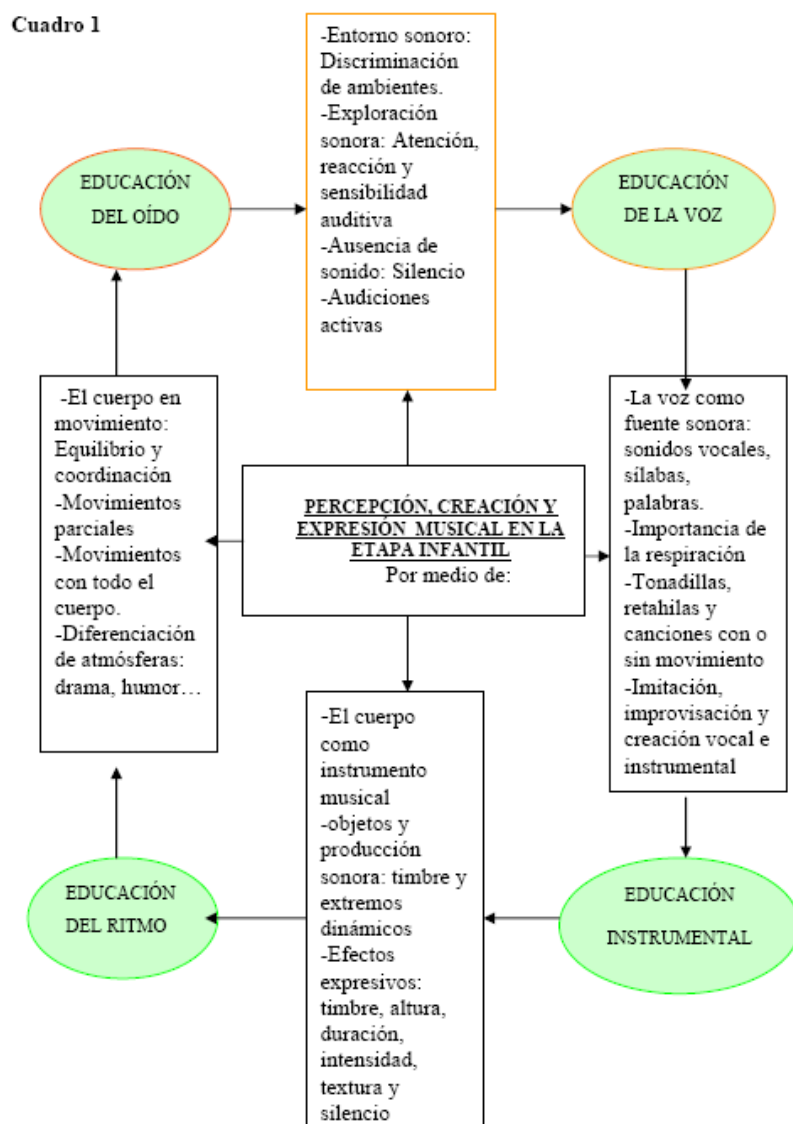 Cuadro 1
-Entorno sonoro:
Discriminación
de ambientes.
-Exploración
sonora: Atención,
reacción y
sensibilidad
auditiva
-Ausencia de
sonido: Silencio
-Audiciones
activas
EDUCACIÓN
DEL OÍDO
EDUCACIÓN
DE LA VOZ
-El cuerpo en
movimiento:
Equilibrio y
coordinación
-Movimientos
parciales
-Movimientos
con todo el
cuerpo.
-Diferenciación
de atmósferas:
drama, humor…
PERCEPCIÓN, CREACIÓN Y
EXPRESIÓN MUSICAL EN LA
ETAPA INFANTIL
Por medio de:
-La voz como
fuente sonora:
sonidos vocales,
sílabas,
palabras.
-Importancia de
la respiración
-Tonadillas,
retahilas y
canciones con o
sin movimiento
-Imitación,
improvisación y
creación vocal e
instrumental
-El cuerpo
como
instrumento
musical
-objetos y
producción
sonora: timbre y
extremos
dinámicos
-Efectos
expresivos:
timbre, altura,
duración,
intensidad,
textura y
silencio
EDUCACIÓN
DEL RITMO
EDUCACIÓN
INSTRUMENTAL